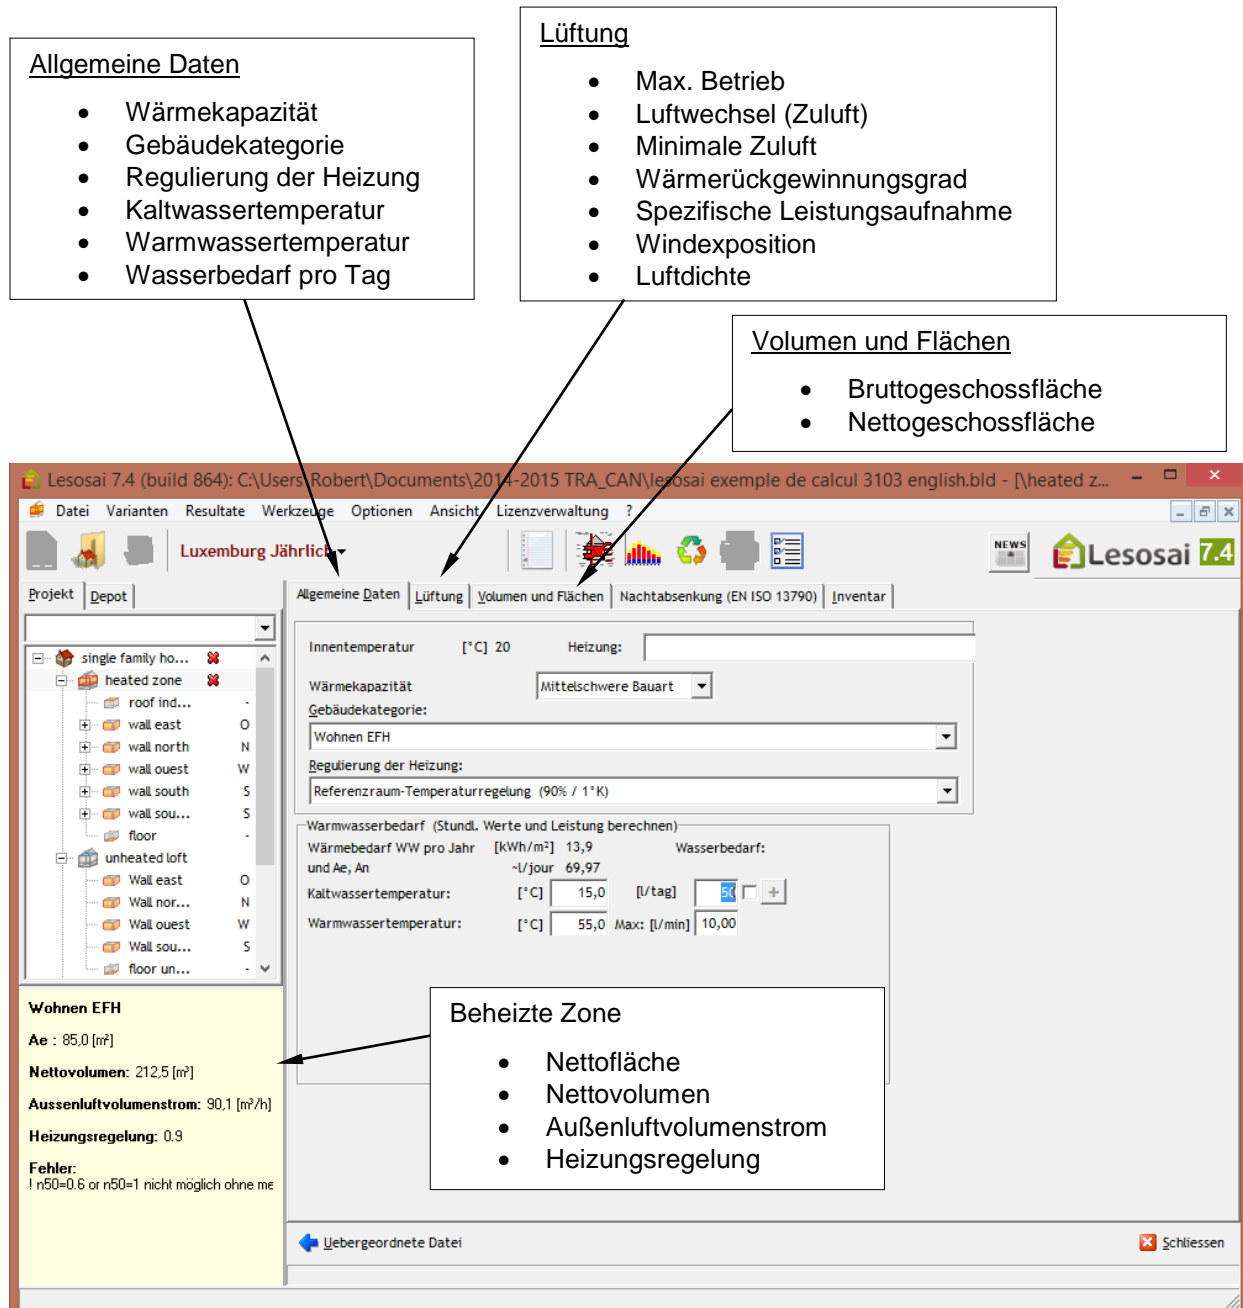 Lüftung
• Max. Betrieb
• Luftwechsel (Zuluft)
• Minimale Zuluft
• Wärmerückgewinnungsgrad
• Spezifische Leistungsaufnahme
• Windexposition
• Luftdichte
Allgemeine Daten
• Wärmekapazität
• Gebäudekategorie
• Regulierung der Heizung
• Kaltwassertemperatur
• Warmwassertemperatur
• Wasserbedarf pro Tag
Volumen und Flächen
• Bruttogeschossfläche
• Nettogeschossfläche
Lesosai 7.4 (build 864): C:\Users\Robert\Documents\2014-2015 TRA_CAN\lesosai exemple de calcul 3103 english.bld - [\heated z...
Datei Varianten Resultate Werkzeuge Optionen Ansicht Lizenzverwaltung ?
Luxemburg Jährlich
NEWS
Lesosai 7.4
Projekt Depot
Allgemeine Daten Lüftung Volumen und Flächen Nachtabsenkung (EN ISO 13790) Inventar
single family ho...
heated zone
roof ind... -
wall east O
wall north N
wall ouest W
wall south S
wall sou... S
floor -
unheated loft
Wall east O
Wall nor... N
Wall ouest W
Wall sou... S
floor un... -
Innentemperatur [°C] 20 Heizung:
Wärmekapazität Mittelschwere Bauart
Gebäudekategorie:
Wohnen EFH
Regulierung der Heizung:
Referenzraum-Temperaturregelung (90% / 1°K)
Warmwasserbedarf (Stundl. Werte und Leistung berechnen)
Wärmebedarf WW pro Jahr [kWh/m²] 13,9 Wasserbedarf:
und Ae, An ~l/jour 69,97
Kaltwassertemperatur: [°C] 15,0 [l/tag] 50 +
Warmwassertemperatur: [°C] 55,0 Max: [l/min] 10,00
Wohnen EFH
Ae : 85,0 [m²]
Nettovolumen: 212,5 [m³]
Aussenluftvolumenstrom: 90,1 [m³/h]
Heizungsregelung: 0.9
Fehler:
! n50=0.6 or n50=1 nicht möglich ohne me
Beheizte Zone
• Nettofläche
• Nettovolumen
• Außenluftvolumenstrom
• Heizungsregelung
Uebergeordnete Datei
Schliessen